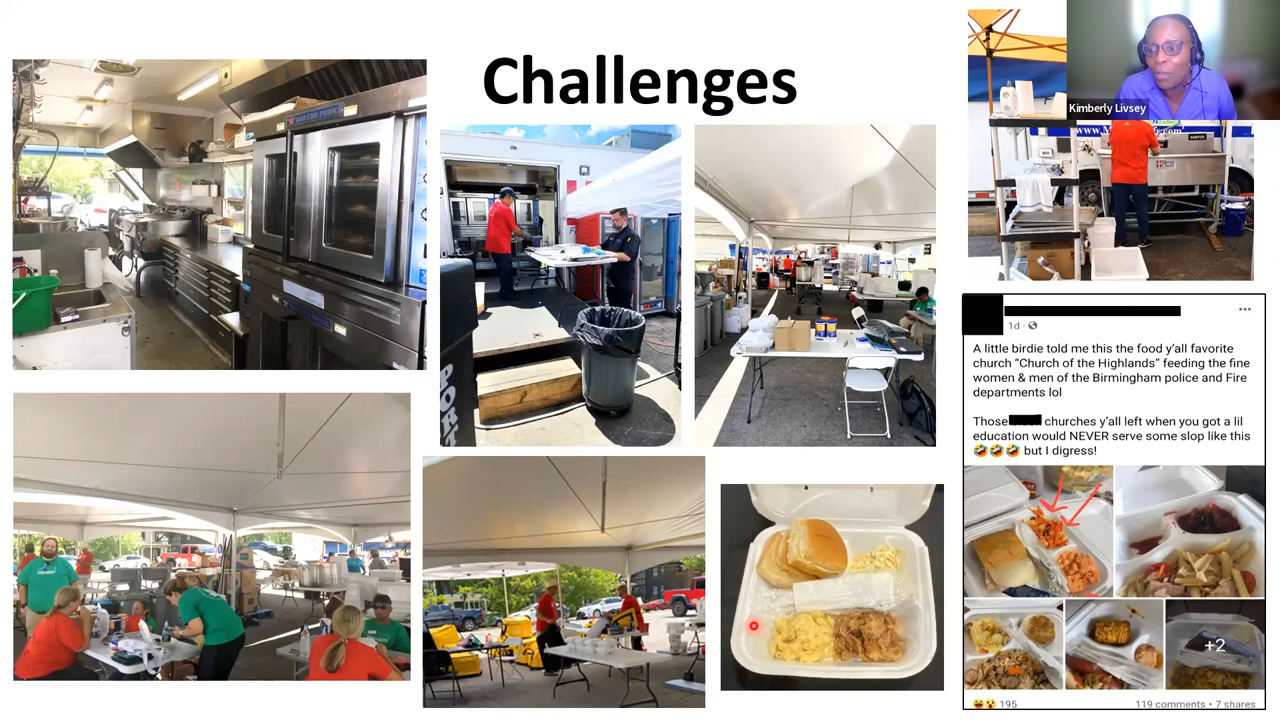 Challenges
Kimberly Livsey
PORT
1d ·
A little birdie told me this the food y'all favorite
church “Church of the Highlands” feeding the fine
women & men of the Birmingham police and Fire
departments lol
Those churches y'all left when you got a lil
education would NEVER serve some slop like this
🤣🤣🤣 but I digress!
+2
195
119 comments • 7 shares